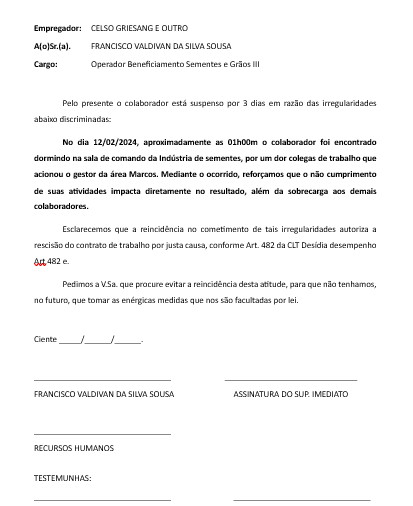 Empregador: CELSO GRIESANG E OUTRO
A(o)Sr.(a). FRANCISCO VALDIVAN DA SILVA SOUSA
Cargo: Operador Beneficiamento Sementes e Grãos III
Pelo presente o colaborador está suspenso por 3 dias em razão das irregularidades
abaixo discriminadas:
No dia 12/02/2024, aproximadamente as 01h00m o colaborador foi encontrado
dormindo na sala de comando da Indústria de sementes, por um dor colegas de trabalho que
acionou o gestor da área Marcos. Mediante o ocorrido, reforçamos que o não cumprimento
de suas atividades impacta diretamente no resultado, além da sobrecarga aos demais
colaboradores.
Esclarecemos que a reincidência no cometimento de tais irregularidades autoriza a
rescisão do contrato de trabalho por justa causa, conforme Art. 482 da CLT Desídia desempenho
Art.482 e.
Pedimos a V.Sa. que procure evitar a reincidência desta atitude, para que não tenhamos,
no futuro, que tomar as enérgicas medidas que nos são facultadas por lei.
Ciente _____/______/______.
FRANCISCO VALDIVAN DA SILVA SOUSA ASSINATURA DO SUP. IMEDIATO
RECURSOS HUMANOS
TESTEMUNHAS: